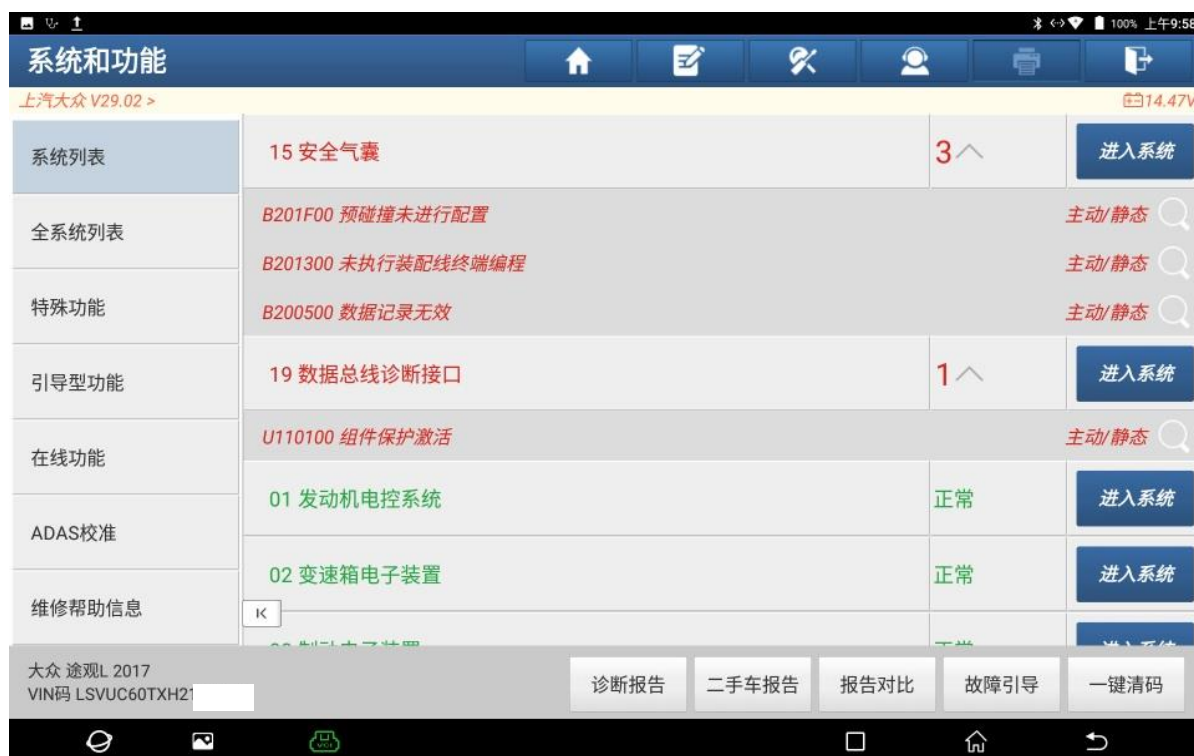 100% 上午9:58
系统和功能
上汽大众 V29.02 >
14.47V
系统列表
全系统列表
特殊功能
引导型功能
在线功能
ADAS校准
维修帮助信息
15 安全气囊 3 进入系统
B201F00 预碰撞未进行配置 主动/静态
B201300 未执行装配线终端编程 主动/静态
B200500 数据记录无效 主动/静态
19 数据总线诊断接口 1 进入系统
U110100 组件保护激活 主动/静态
01 发动机电控系统 正常 进入系统
02 变速箱电子装置 正常 进入系统
大众 途观L 2017
VIN码 LSVUC60TXH21
诊断报告 二手车报告 报告对比 故障引导 一键清码
VCI